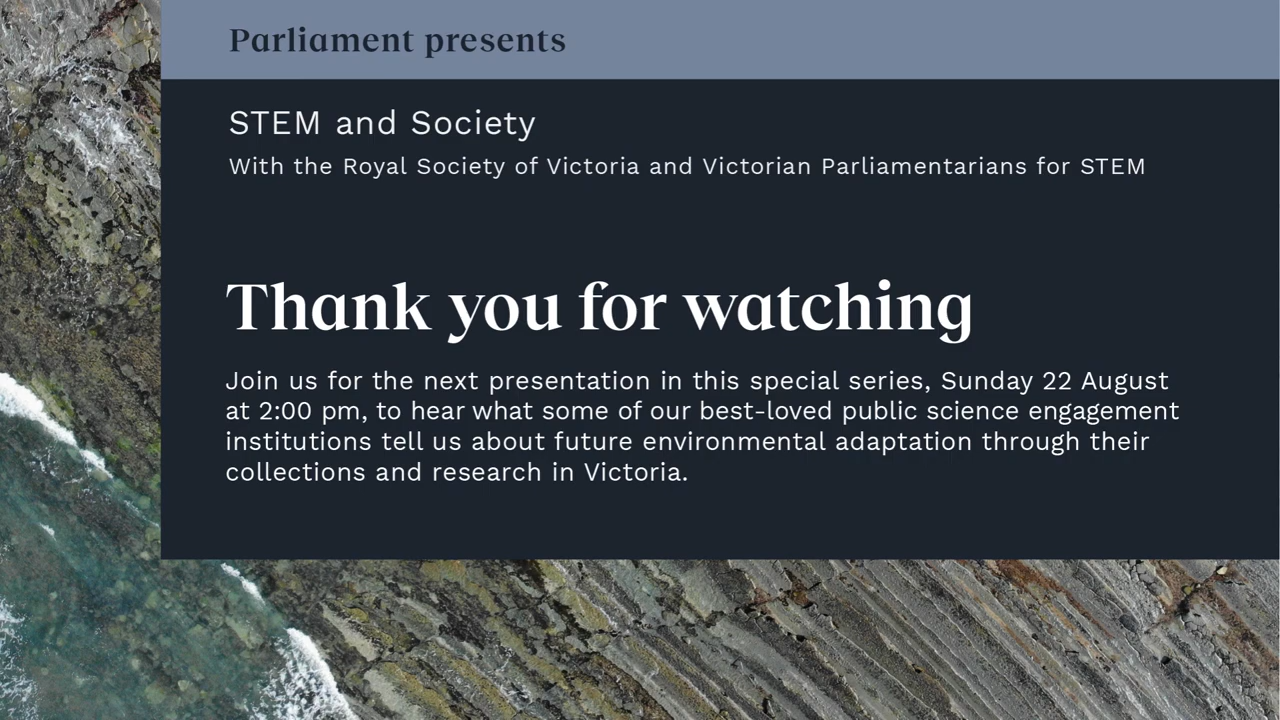 Parliament presents
STEM and Society
With the Royal Society of Victoria and Victorian Parliamentarians for STEM
Thank you for watching
Join us for the next presentation in this special series, Sunday 22 August
at 2:00 pm, to hear what some of our best-loved public science engagement
institutions tell us about future environmental adaptation through their
collections and research in Victoria.